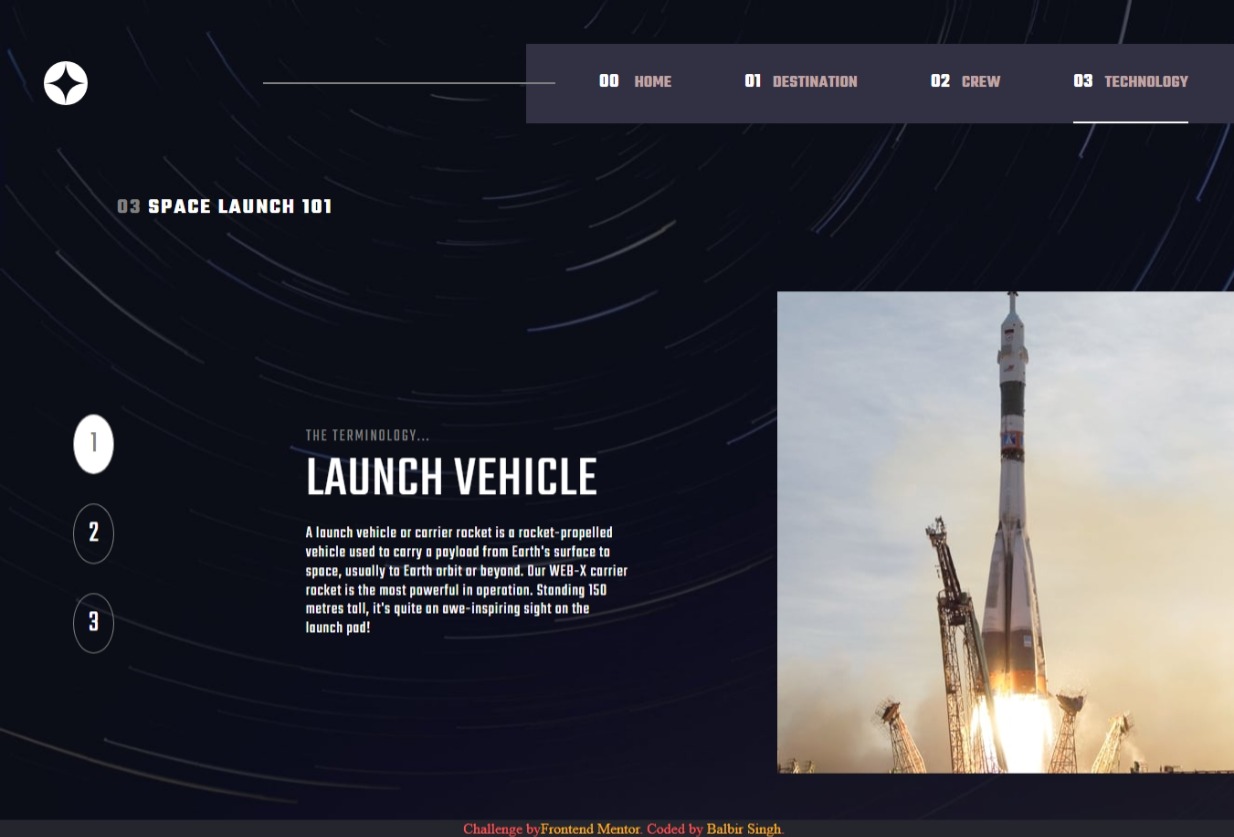 00 HOME 01 DESTINATION 02 CREW 03 TECHNOLOGY
03 SPACE LAUNCH 101
1
2
3
THE TERMINOLOGY...
LAUNCH VEHICLE
A launch vehicle or carrier rocket is a rocket-propelled
vehicle used to carry a payload from Earth's surface to
space, usually to Earth orbit or beyond. Our WEB-X carrier
rocket is the most powerful in operation. Standing 150
metres tall, it's quite an awe-inspiring sight on the
launch pad!
Challenge byFrontend Mentor. Coded by Balbir Singh.